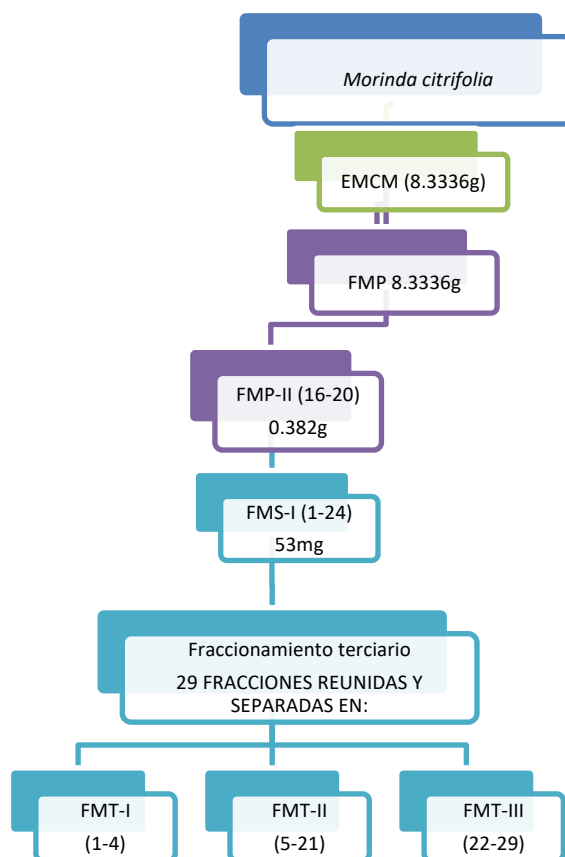 Morinda citrifolia
EMCM (8.3336g)
FMP 8.3336g
FMP-II (16-20)
0.382g
FMS-I (1-24)
53mg
Fraccionamiento terciario
29 FRACCIONES REUNIDAS Y
SEPARADAS EN:
FMT-I
(1-4)
FMT-II
(5-21)
FMT-III
(22-29)